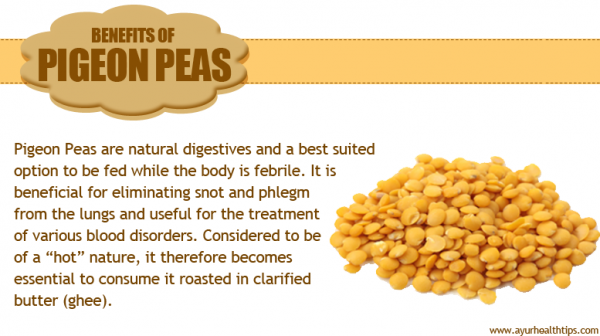 BENEFITS OF
PIGEON PEAS
Pigeon Peas are natural digestives and a best suited
option to be fed while the body is febrile. It is
beneficial for eliminating snot and phlegm
from the lungs and useful for the treatment
of various blood disorders. Considered to be
of a “hot” nature, it therefore becomes
essential to consume it roasted in clarified
butter (ghee).
www.ayurhealthtips.com